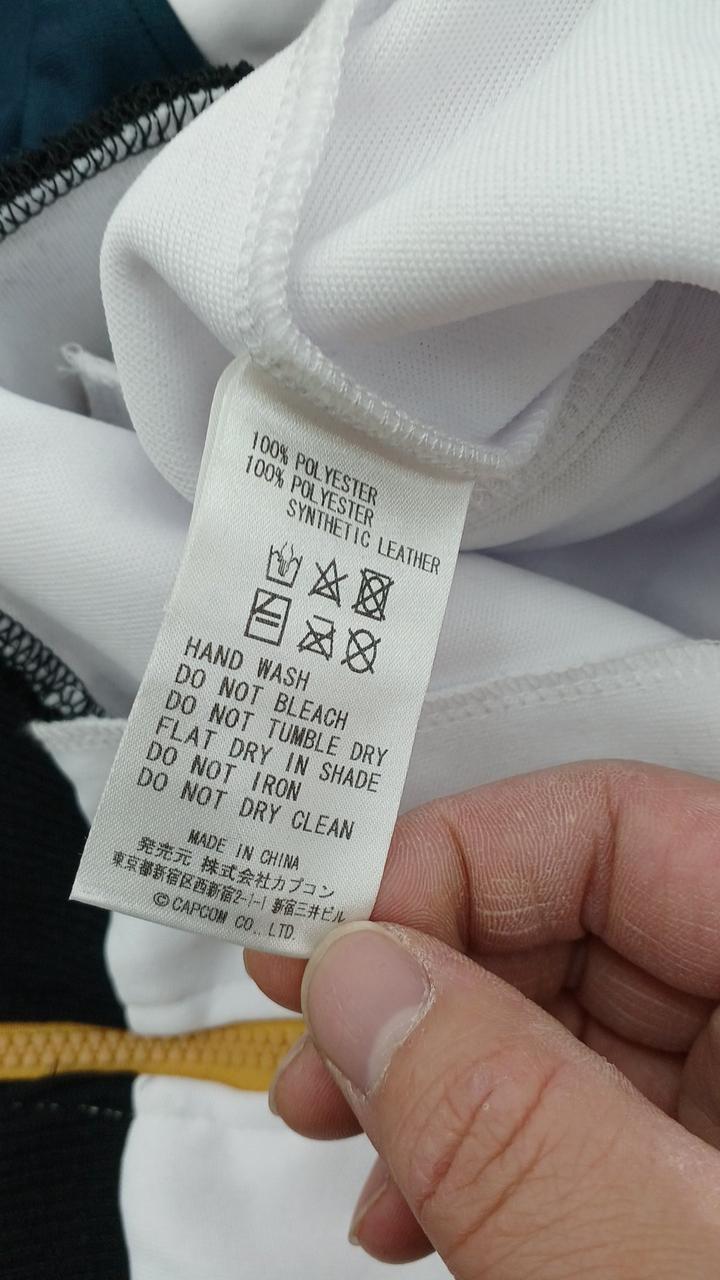 100% POLYESTER
100% POLYESTER
SYNTHETIC LEATHER
HAND WASH
DO NOT BLEACH
DO NOT TUMBLE DRY
FLAT DRY IN SHADE
DO NOT IRON
DO NOT DRY CLEAN
MADE IN CHINA
発売元 株式会社カプコン
東京都新宿区西新宿2-1-1 新宿三井ビル
©CAPCOM CO., LTD.